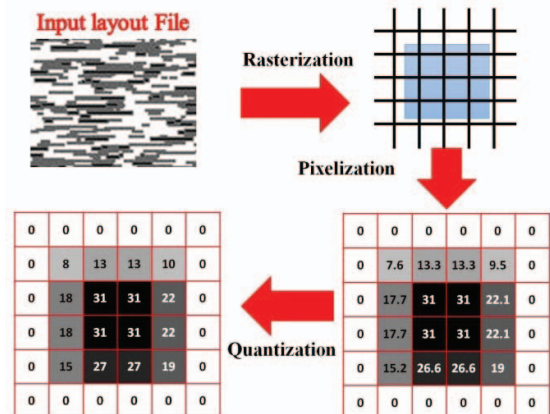 Input layout File
Rasterization
Pixelization
0 0 0 0 0 0
0 8 13 13 10 0
0 18 31 31 22 0
0 18 31 31 22 0
0 15 27 27 19 0
0 0 0 0 0 0
Quantization
0 0 0 0 0 0
0 7.6 13.3 13.3 9.5 0
0 17.7 31 31 22.1 0
0 17.7 31 31 22.1 0
0 15.2 26.6 26.6 19 0
0 0 0 0 0 0